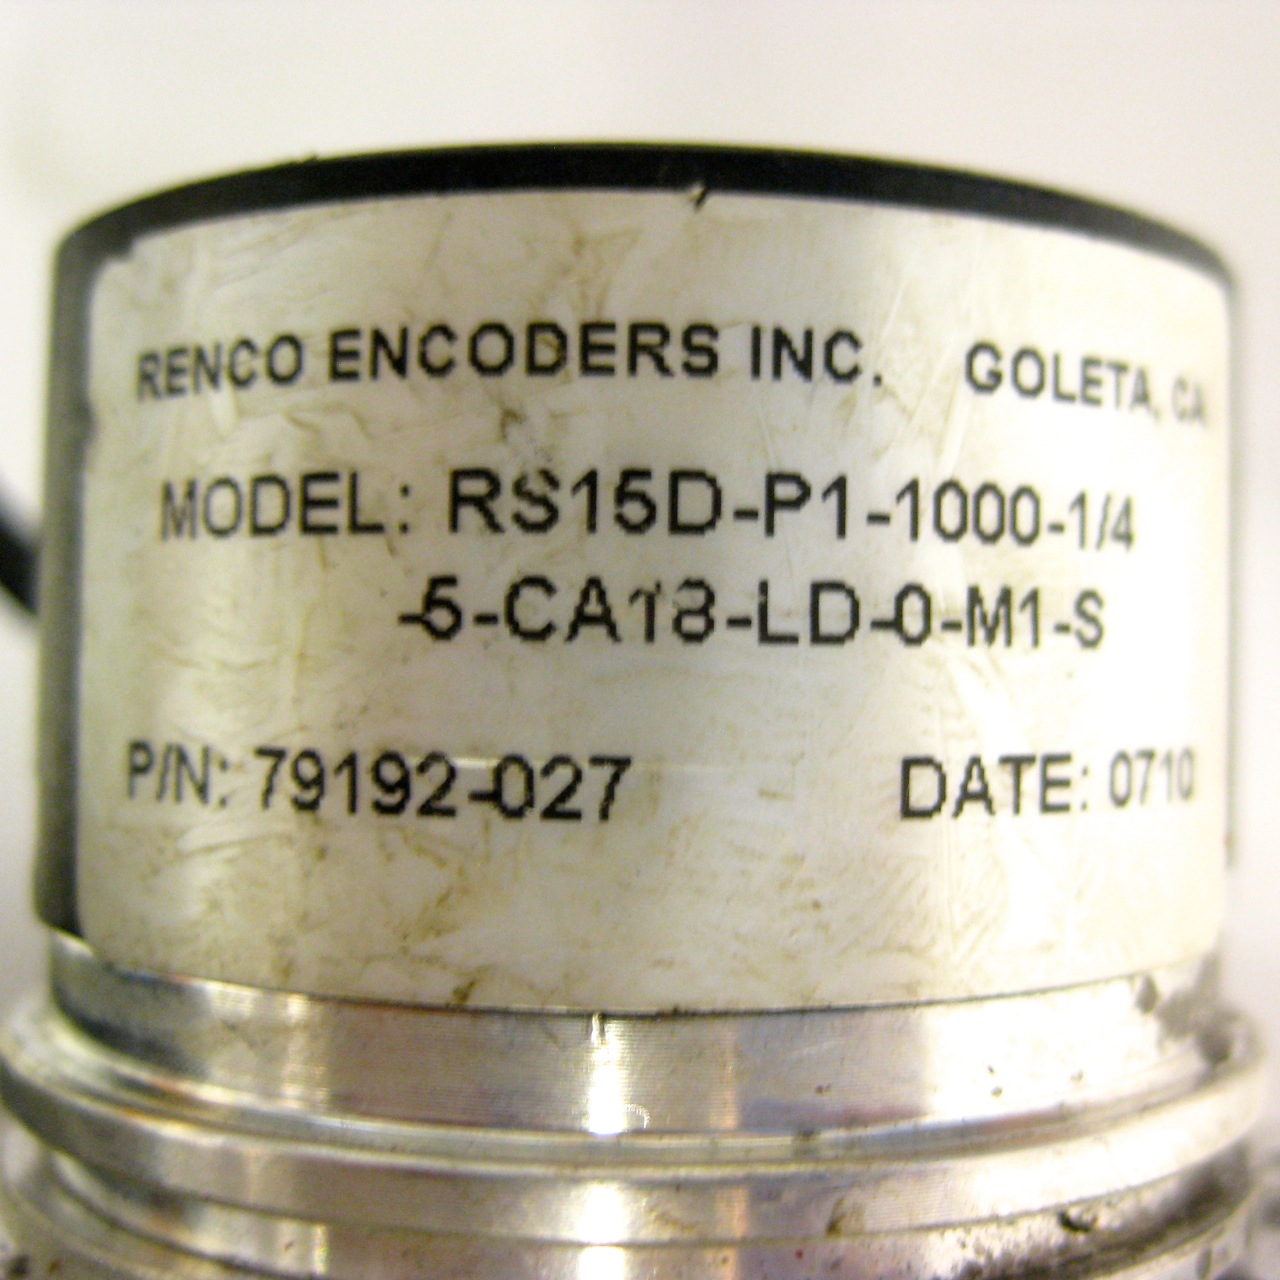 RENCO ENCODERS INC. GOLETA, CA
MODEL: RS15D-P1-1000-1/4
-5-CA18-LD-0-M1-S
P/N: 79192-027 DATE: 0710